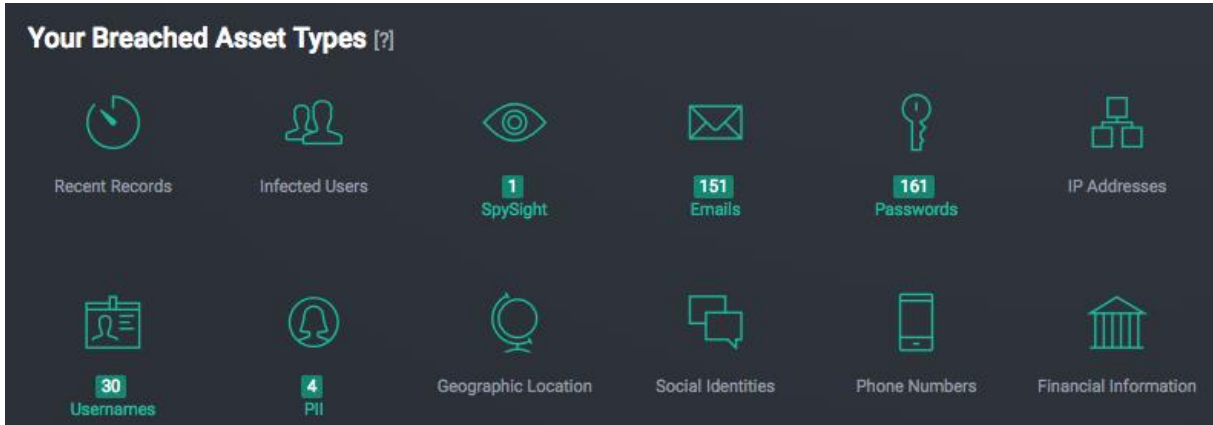 Your Breached Asset Types [?]
Recent Records
Infected Users
1
SpySight
151
Emails
161
Passwords
IP Addresses
30
Usernames
4
PII
Geographic Location
Social Identities
Phone Numbers
Financial Information